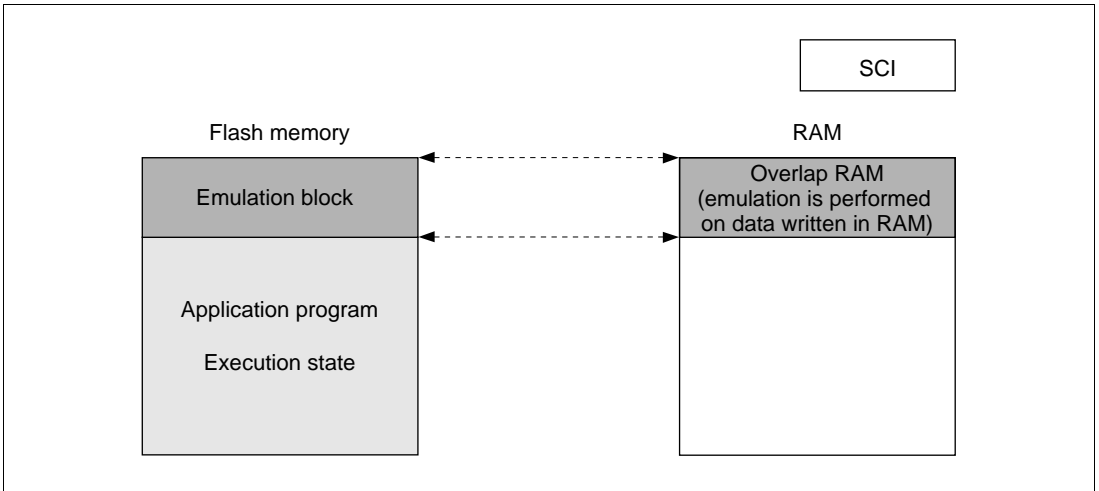 SCI
Flash memory
RAM
Emulation block
Overlap RAM
(emulation is performed
on data written in RAM)
Application program
Execution state